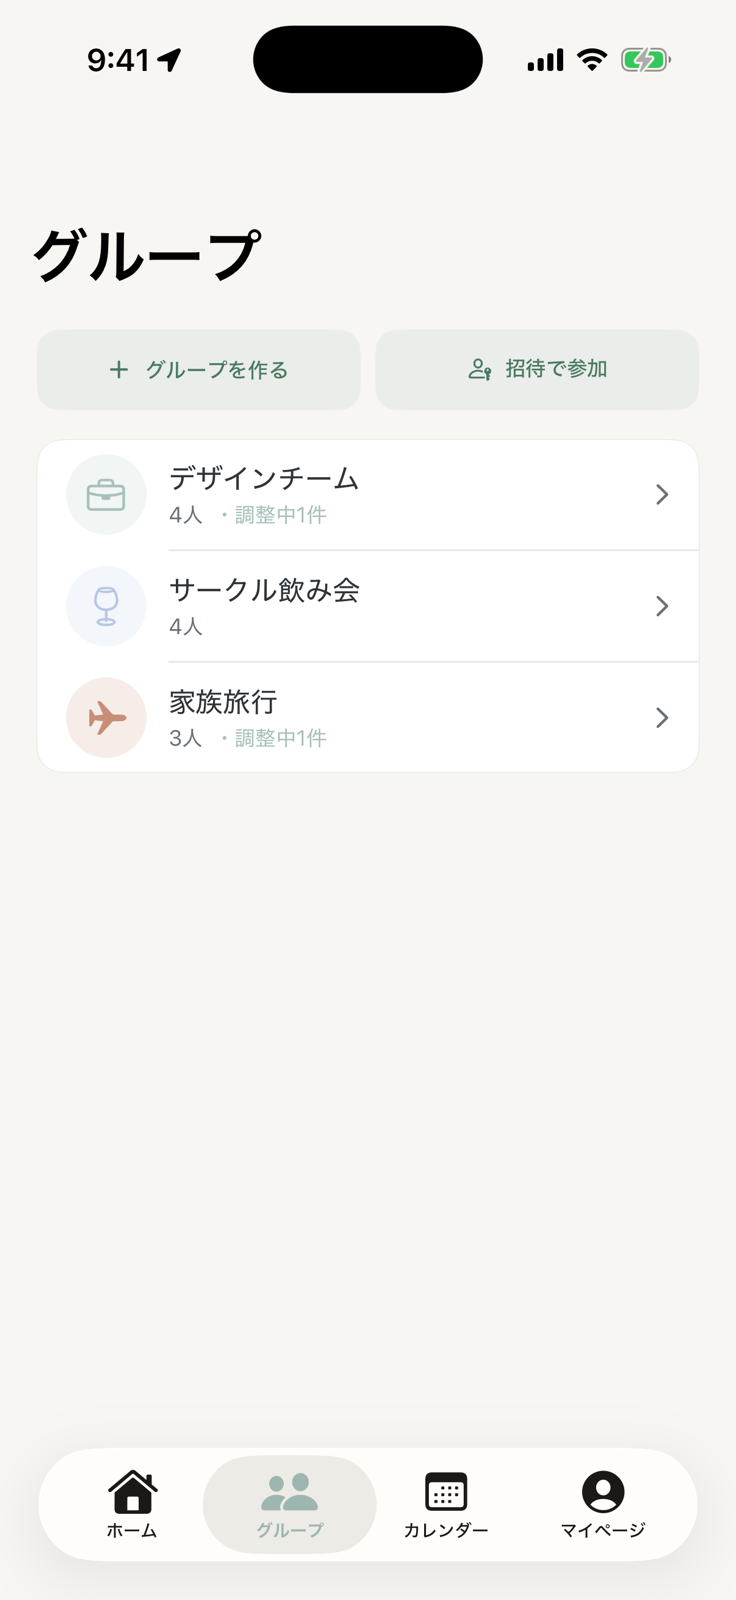 9:41
グループ
グループを作る
招待で参加
デザインチーム
4人 ・調整中1件
サークル飲み会
4人
家族旅行
3人 ・調整中1件
ホーム
グループ
カレンダー
マイページ